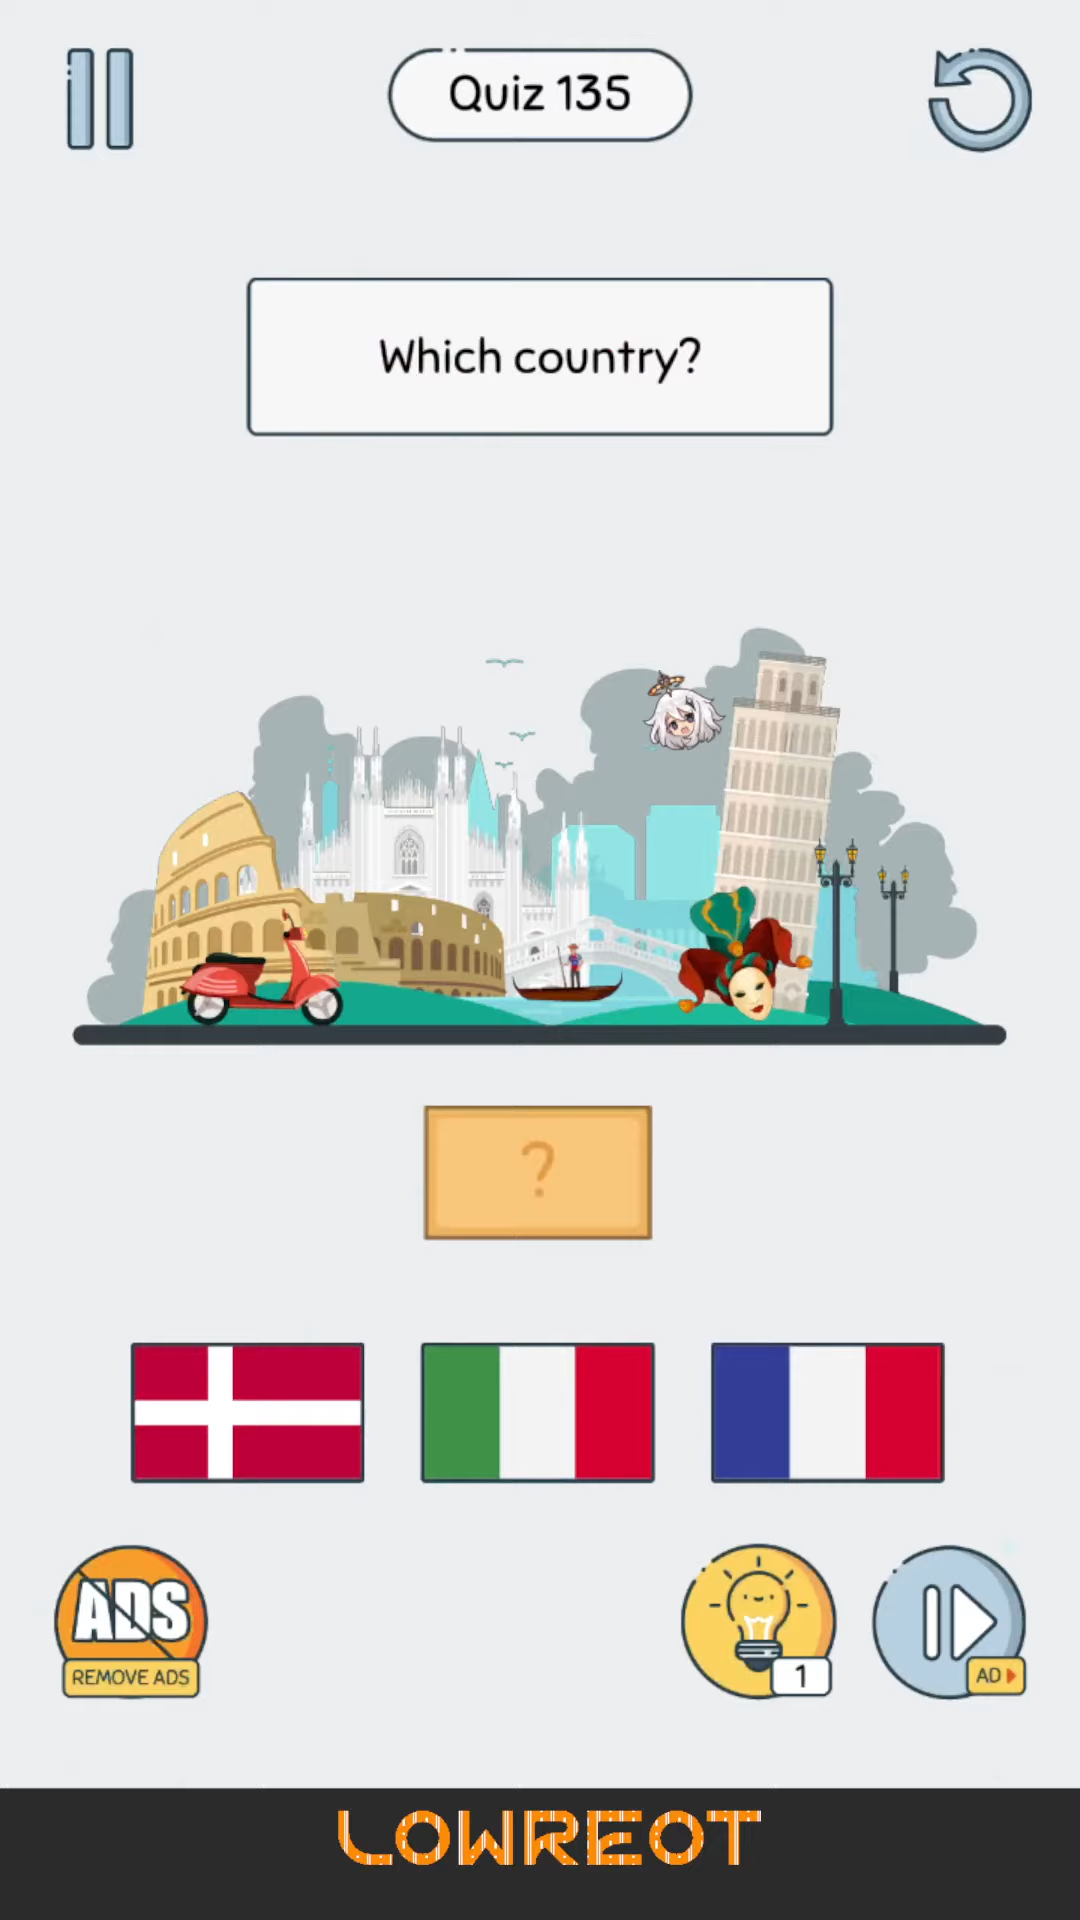 Quiz 135
Which country?
?
ADS
REMOVE ADS
1
AD
LOWREOT